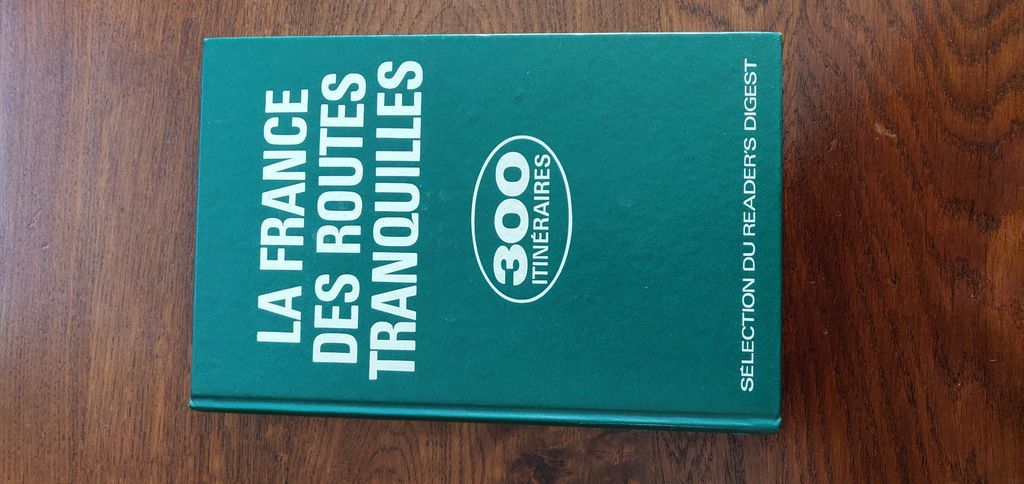 LA FRANCE
DES ROUTES
TRANQUILLES
300
ITINÉRAIRES
SÉLECTION DU READER'S DIGEST